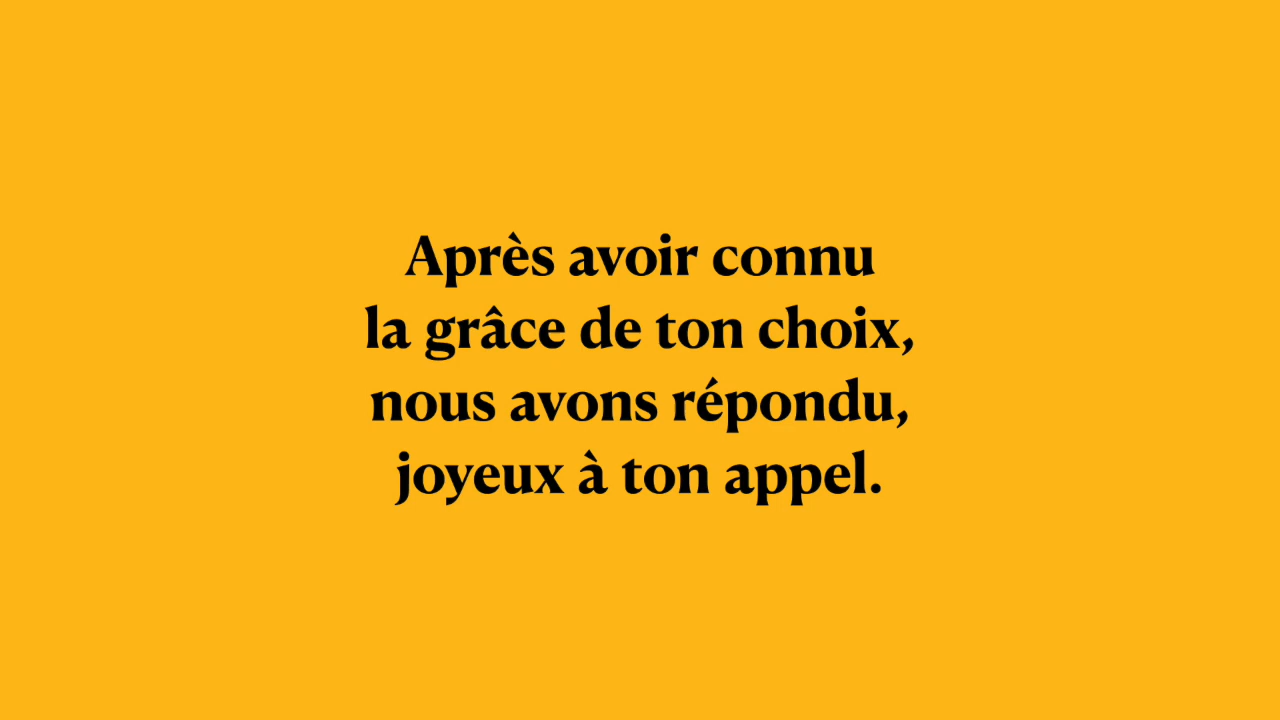 Après avoir connu
la grâce de ton choix,
nous avons répondu,
joyeux à ton appel.